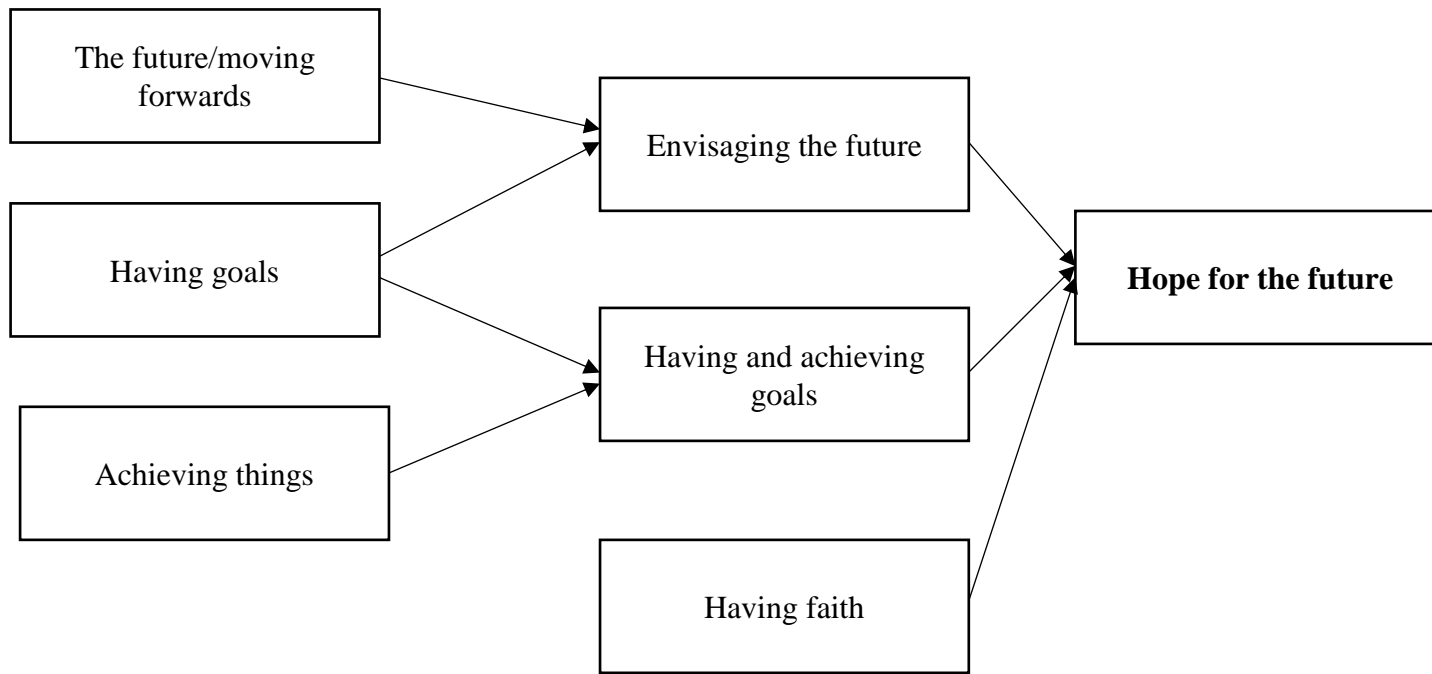 The future/moving
forwards
Having goals
Achieving things
Envisaging the future
Having and achieving
goals
Having faith
Hope for the future